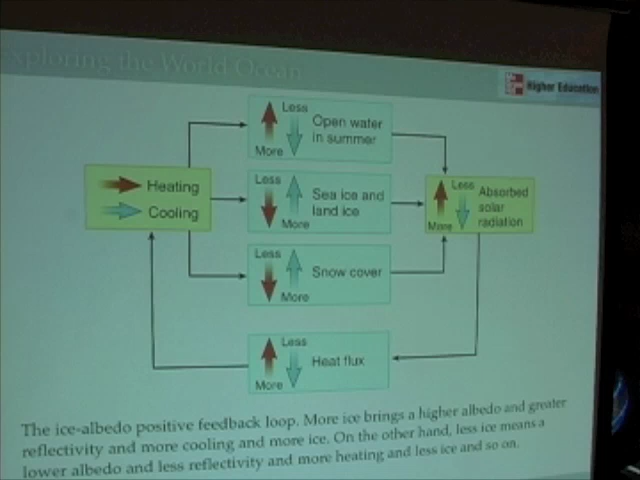 Exploring the World Ocean
Higher Education
Heating
Cooling
Less
More
Open water
in summer
Less
More
Sea ice and
land ice
Less
More
Snow cover
Less
More
Absorbed
solar
radiation
Less
More
Heat flux
The ice-albedo positive feedback loop. More ice brings a higher albedo and greater
reflectivity and more cooling and more ice. On the other hand, less ice means a
lower albedo and less reflectivity and more heating and less ice and so on.